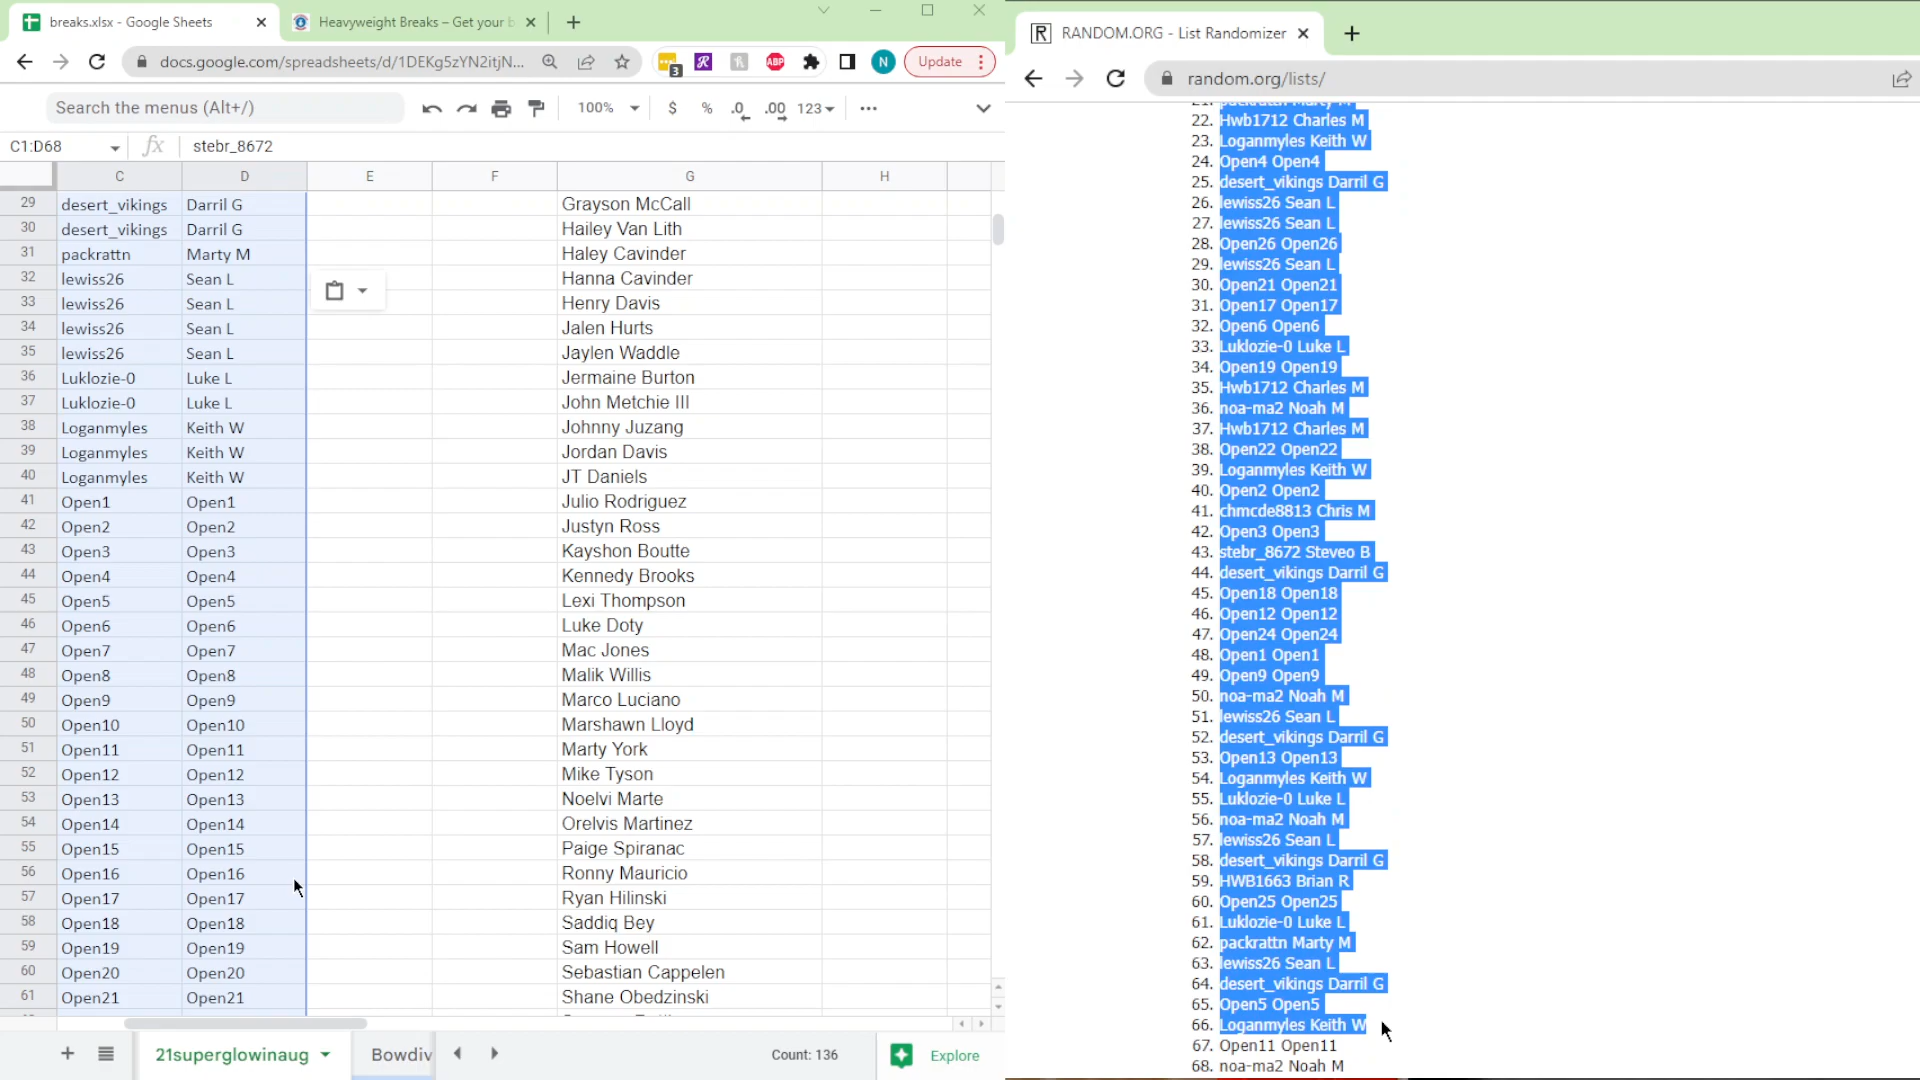 breaks.xlsx - Google Sheets
Heavyweight Breaks – Get your b
docs.google.com/spreadsheets/d/1DEKg5zYN2itjN...
3
ABP
N
Update
Search the menus (Alt+/)
100%
$ % .0 .00 123
C1:D68
fx
stebr_8672
C D E F G H
29 desert_vikings Darril G Grayson McCall
30 desert_vikings Darril G Hailey Van Lith
31 packrattn Marty M Haley Cavinder
32 lewiss26 Sean L Hanna Cavinder
33 lewiss26 Sean L Henry Davis
34 lewiss26 Sean L Jalen Hurts
35 lewiss26 Sean L Jaylen Waddle
36 Luklozie-0 Luke L Jermaine Burton
37 Luklozie-0 Luke L John Metchie III
38 Loganmyles Keith W Johnny Juzang
39 Loganmyles Keith W Jordan Davis
40 Loganmyles Keith W JT Daniels
41 Open1 Open1 Julio Rodriguez
42 Open2 Open2 Justyn Ross
43 Open3 Open3 Kayshon Boutte
44 Open4 Open4 Kennedy Brooks
45 Open5 Open5 Lexi Thompson
46 Open6 Open6 Luke Doty
47 Open7 Open7 Mac Jones
48 Open8 Open8 Malik Willis
49 Open9 Open9 Marco Luciano
50 Open10 Open10 Marshawn Lloyd
51 Open11 Open11 Marty York
52 Open12 Open12 Mike Tyson
53 Open13 Open13 Noelvi Marte
54 Open14 Open14 Orelvis Martinez
55 Open15 Open15 Paige Spiranac
56 Open16 Open16 Ronny Mauricio
57 Open17 Open17 Ryan Hilinski
58 Open18 Open18 Saddiq Bey
59 Open19 Open19 Sam Howell
60 Open20 Open20 Sebastian Cappelen
61 Open21 Open21 Shane Obedzinski
21superglowinaug
Bowdiv
Count: 136
Explore
RANDOM.ORG - List Randomizer
random.org/lists/
21. packrattn Marty M
22. Hwb1712 Charles M
23. Loganmyles Keith W
24. Open4 Open4
25. desert_vikings Darril G
26. lewiss26 Sean L
27. lewiss26 Sean L
28. Open26 Open26
29. lewiss26 Sean L
30. Open21 Open21
31. Open17 Open17
32. Open6 Open6
33. Luklozie-0 Luke L
34. Open19 Open19
35. Hwb1712 Charles M
36. noa-ma2 Noah M
37. Hwb1712 Charles M
38. Open22 Open22
39. Loganmyles Keith W
40. Open2 Open2
41. chmcde8813 Chris M
42. Open3 Open3
43. stebr_8672 Steveo B
44. desert_vikings Darril G
45. Open18 Open18
46. Open12 Open12
47. Open24 Open24
48. Open1 Open1
49. Open9 Open9
50. noa-ma2 Noah M
51. lewiss26 Sean L
52. desert_vikings Darril G
53. Open13 Open13
54. Loganmyles Keith W
55. Luklozie-0 Luke L
56. noa-ma2 Noah M
57. lewiss26 Sean L
58. desert_vikings Darril G
59. HWB1663 Brian R
60. Open25 Open25
61. Luklozie-0 Luke L
62. packrattn Marty M
63. lewiss26 Sean L
64. desert_vikings Darril G
65. Open5 Open5
66. Loganmyles Keith W
67. Open11 Open11
68. noa-ma2 Noah M